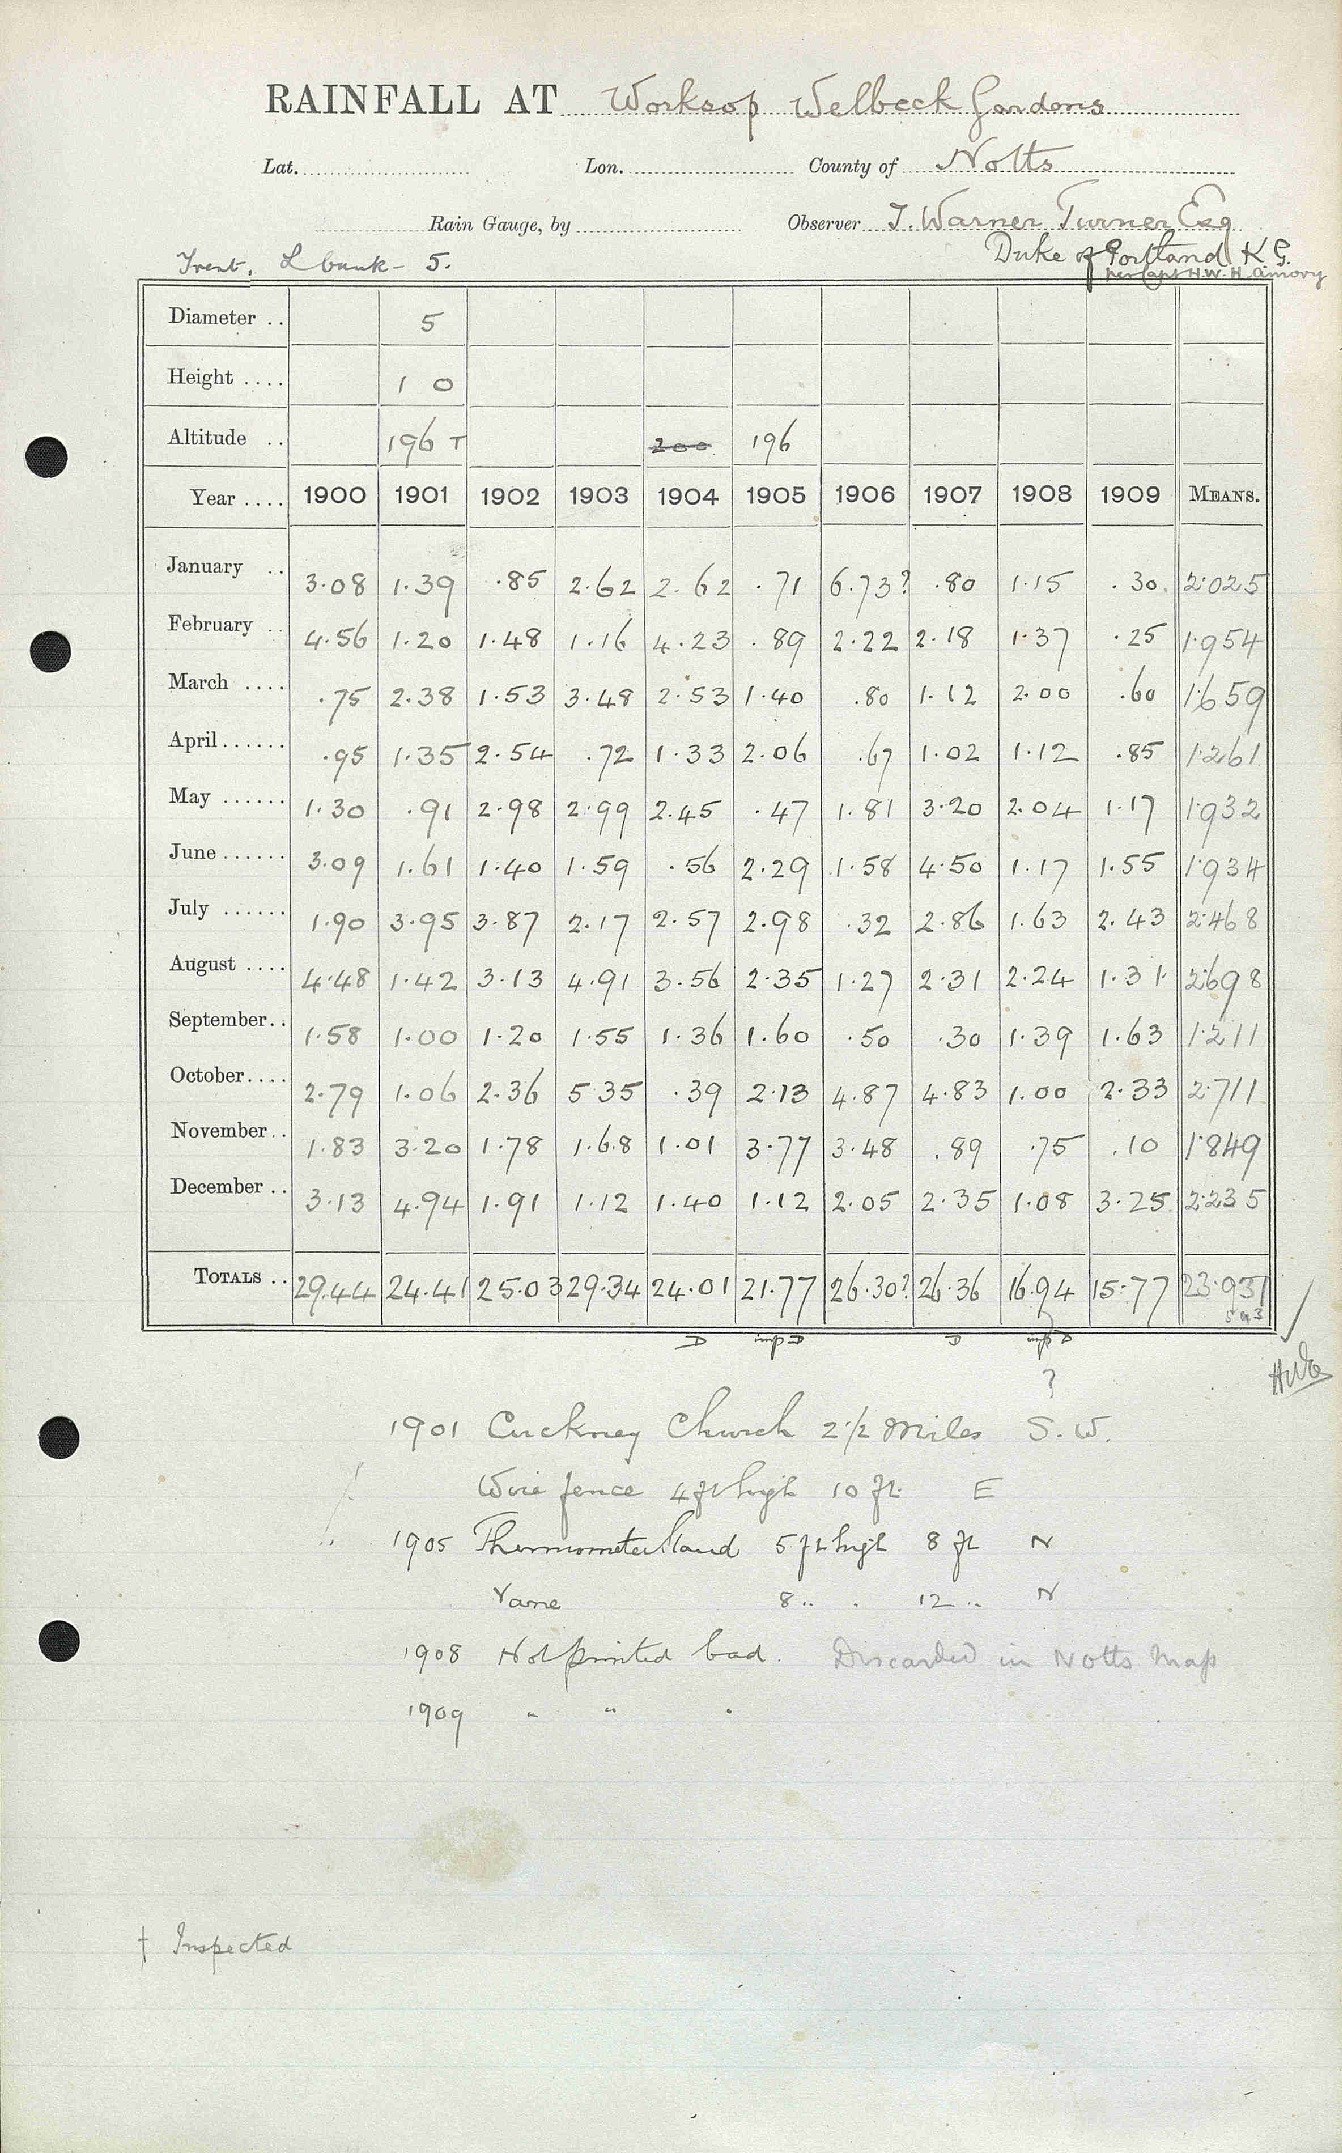 RAINFALL AT Worksop Welbeck Gardens
Lat. Lon. County of Notts
Rain Gauge, by Observer T. Warner Turner Esq
Trent, L bank - 5. Duke of Portland K G.
per Capt H. W. H. Amory
Diameter .. 5
Height .... 1 0
Altitude .. 196 T 200 196
Year .... 1900 1901 1902 1903 1904 1905 1906 1907 1908 1909 MEANS.
January .. 3.08 1.39 .85 2.62 2.62 .71 6.73? .80 1.15 .30 2.025
February .. 4.56 1.20 1.48 1.16 4.23 .89 2.22 2.18 1.37 .25 1.954
March .... .75 2.38 1.53 3.48 2.53 1.40 .80 1.12 2.00 .60 1.659
April ...... .95 1.35 2.54 .72 1.33 2.06 .67 1.02 1.12 .85 1.261
May ...... 1.30 .91 2.98 2.99 2.45 .47 1.81 3.20 2.04 1.17 1.932
June ...... 3.09 1.61 1.40 1.59 .56 2.29 1.58 4.50 1.17 1.55 1.934
July ...... 1.90 3.95 3.87 2.17 2.57 2.98 .32 2.86 1.63 2.43 2.468
August .... 4.48 1.42 3.13 4.91 3.56 2.35 1.27 2.31 2.24 1.31 2.698
September.. 1.58 1.00 1.20 1.55 1.36 1.60 .50 .30 1.39 1.63 1.211
October.... 2.79 1.06 2.36 5.35 .39 2.13 4.87 4.83 1.00 2.33 2.711
November.. 1.83 3.20 1.78 1.68 1.01 3.77 3.48 .89 .75 .10 1.849
December .. 3.13 4.94 1.91 1.12 1.40 1.12 2.05 2.35 1.08 3.25 2.235
TOTALS .. 29.44 24.41 25.03 29.34 24.01 21.77 26.30? 26.36 16.94 15.77 23.937
D imp D D imp D
?
1901 Cuckney Church 2 1/2 Miles S. W.
Wire fence 4 ft high 10 ft. E
1905 Thermometer Stand 5 ft high 8 ft N
Vane 8 .. . 12 .. N
1908 Not printed bad. Discarded in Notts Map
1909 " " "
† Inspected